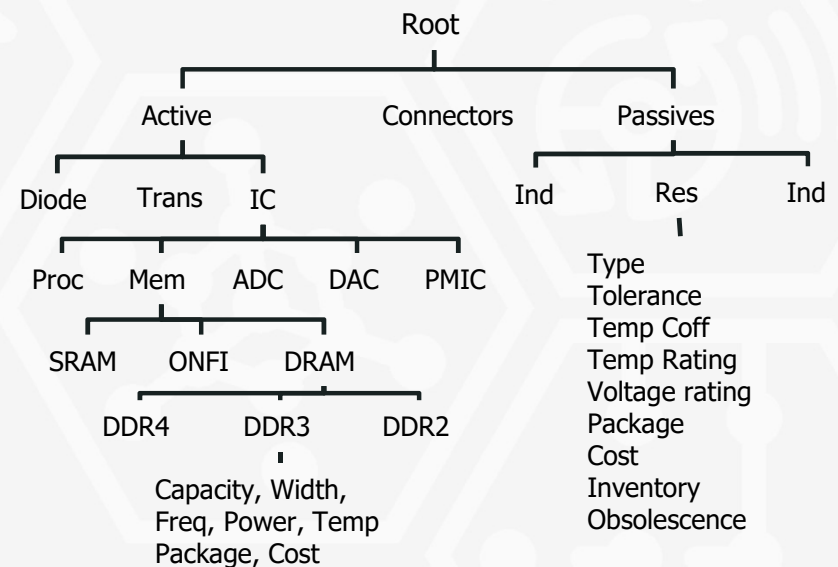 Root
Active Connectors Passives
Diode Trans IC Ind Res Ind
Proc Mem ADC DAC PMIC
SRAM ONFI DRAM
DDR4 DDR3 DDR2
Capacity, Width,
Freq, Power, Temp
Package, Cost
Type
Tolerance
Temp Coff
Temp Rating
Voltage rating
Package
Cost
Inventory
Obsolescence